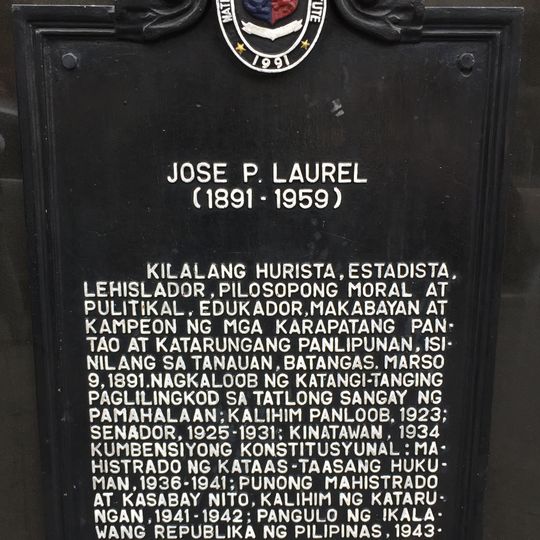 1991
JOSE P. LAUREL
(1891 - 1959)
KILALANG HURISTA, ESTADISTA,
LEHISLADOR, PILOSOPONG MORAL AT
PULITIKAL, EDUKADOR, MAKABAYAN AT
KAMPEON NG MGA KARAPATANG PAN-
TAO AT KATARUNGANG PANLIPUNAN, ISI-
NILANG SA TANAUAN, BATANGAS. MARSO
9, 1891. NAGKALOOB NG KATANGI-TANGING
PAGLILINGKOD SA TATLONG SANGAY NG
PAMAHALAAN; KALIHIM PANLOOB, 1923;
SENADOR, 1925-1931; KINATAWAN, 1934
KUMBENSIYONG KONSTITUSYUNAL: MA-
HISTRADO NG KATAAS-TAASANG HUKU-
MAN, 1936-1941; PUNONG MAHISTRADO
AT KASABAY NITO, KALIHIM NG KATARU-
NGAN, 1941-1942; PANGULO NG IKALA-
WANG REPUBLIKA NG PILIPINAS, 1943-